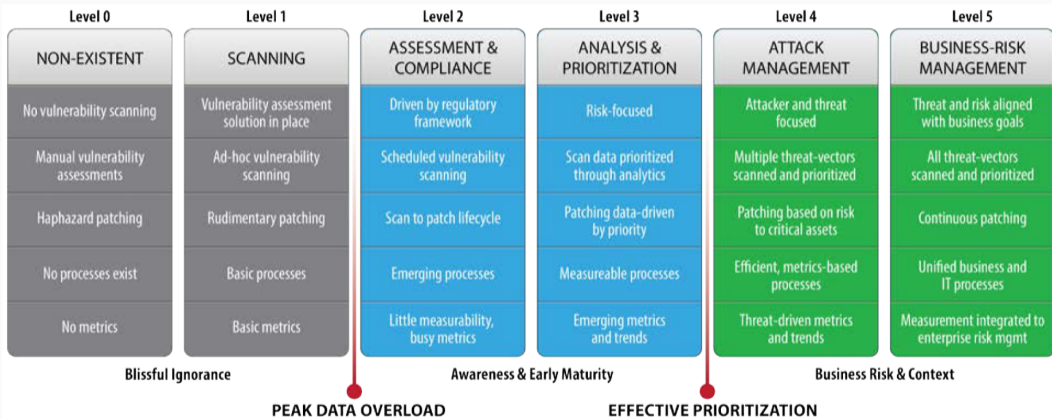 Level 0
Level 1
Level 2
Level 3
Level 4
Level 5
NON-EXISTENT
SCANNING
ASSESSMENT &
COMPLIANCE
ANALYSIS &
PRIORITIZATION
ATTACK
MANAGEMENT
BUSINESS-RISK
MANAGEMENT
No vulnerability scanning
Vulnerability assessment
solution in place
Driven by regulatory
framework
Risk-focused
Attacker and threat
focused
Threat and risk aligned
with business goals
Manual vulnerability
assessments
Ad-hoc vulnerability
scanning
Scheduled vulnerability
scanning
Scan data prioritized
through analytics
Multiple threat-vectors
scanned and prioritized
All threat-vectors
scanned and prioritized
Haphazard patching
Rudimentary patching
Scan to patch lifecycle
Patching data-driven
by priority
Patching based on risk
to critical assets
Continuous patching
No processes exist
Basic processes
Emerging processes
Measureable processes
Efficient, metrics-based
processes
Unified business and
IT processes
No metrics
Basic metrics
Little measurability,
busy metrics
Emerging metrics
and trends
Threat-driven metrics
and trends
Measurement integrated to
enterprise risk mgmt
Blissful Ignorance
Awareness & Early Maturity
Business Risk & Context
PEAK DATA OVERLOAD
EFFECTIVE PRIORITIZATION